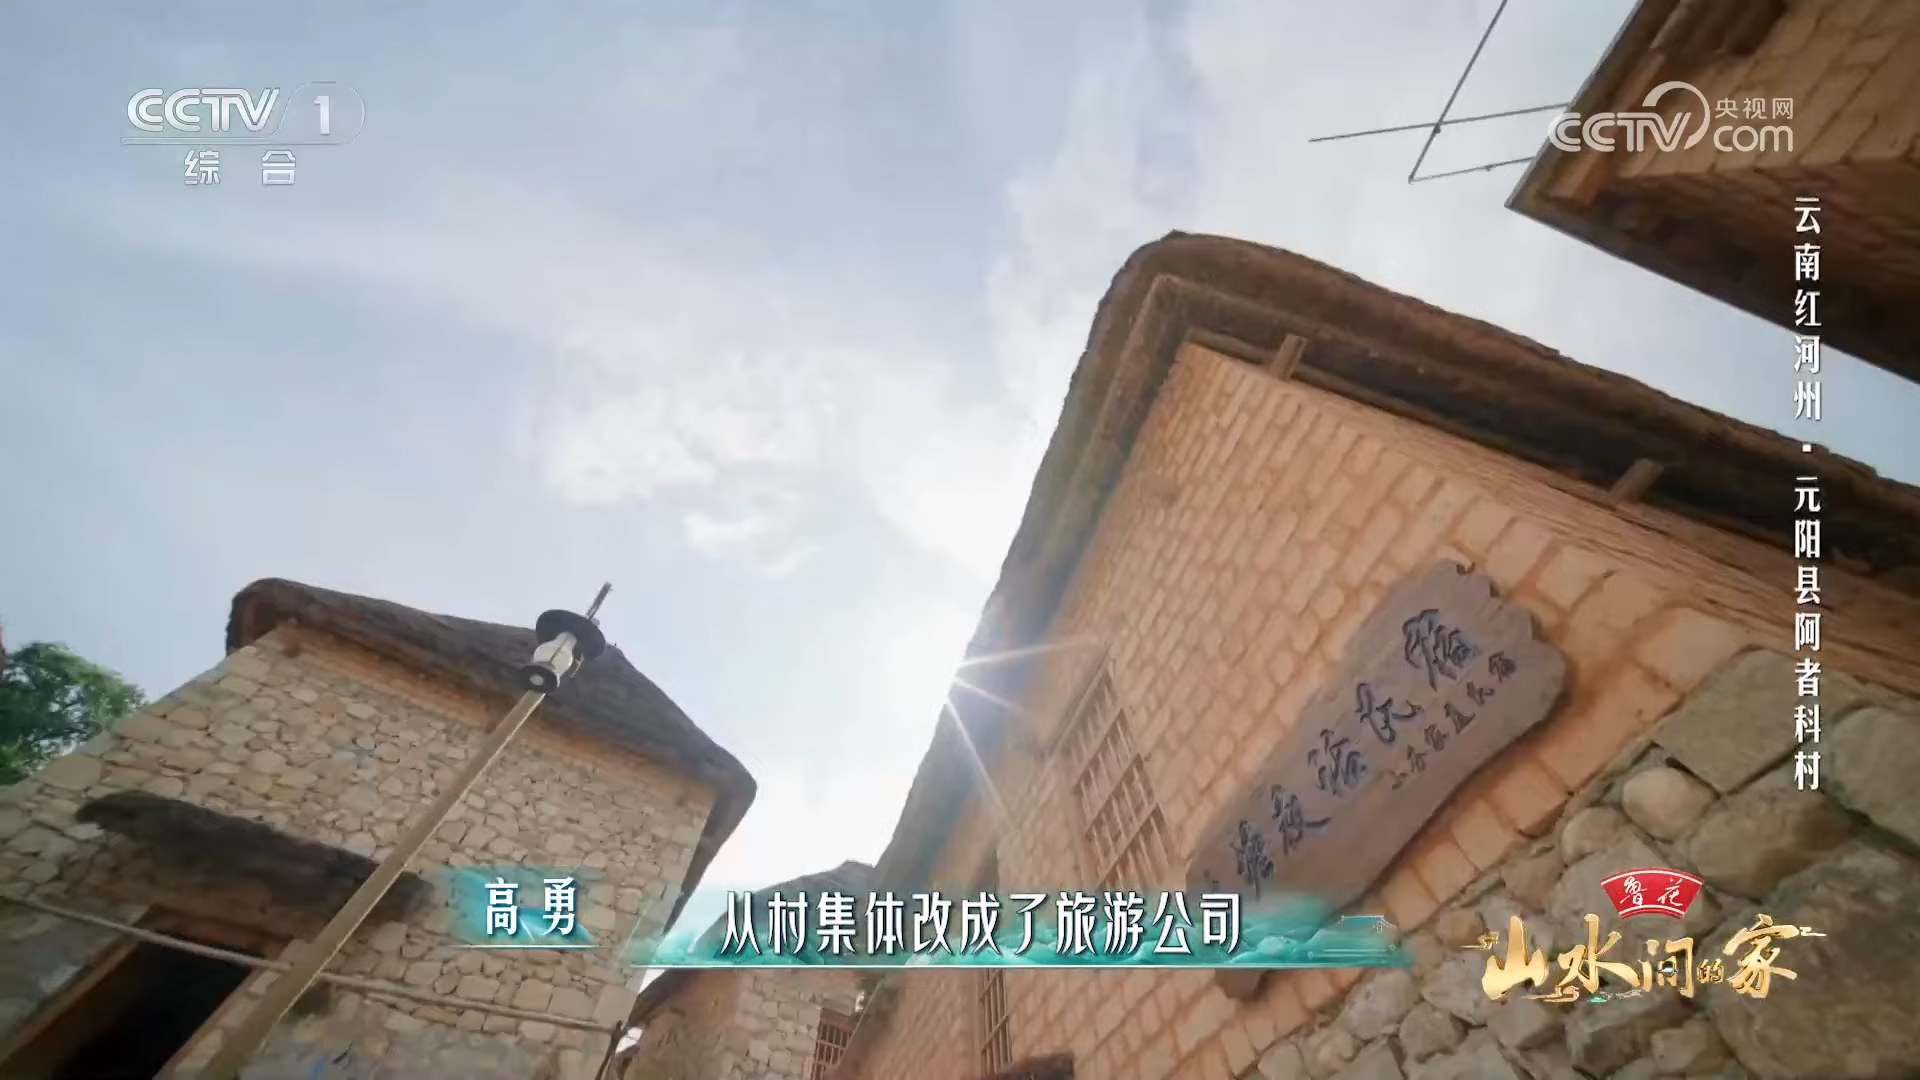 CCTV 1
综 合
央视网
CCTV com
云南红河州·元阳县阿者科村
高 勇
从村集体改成了旅游公司
鲁花
山水间的家